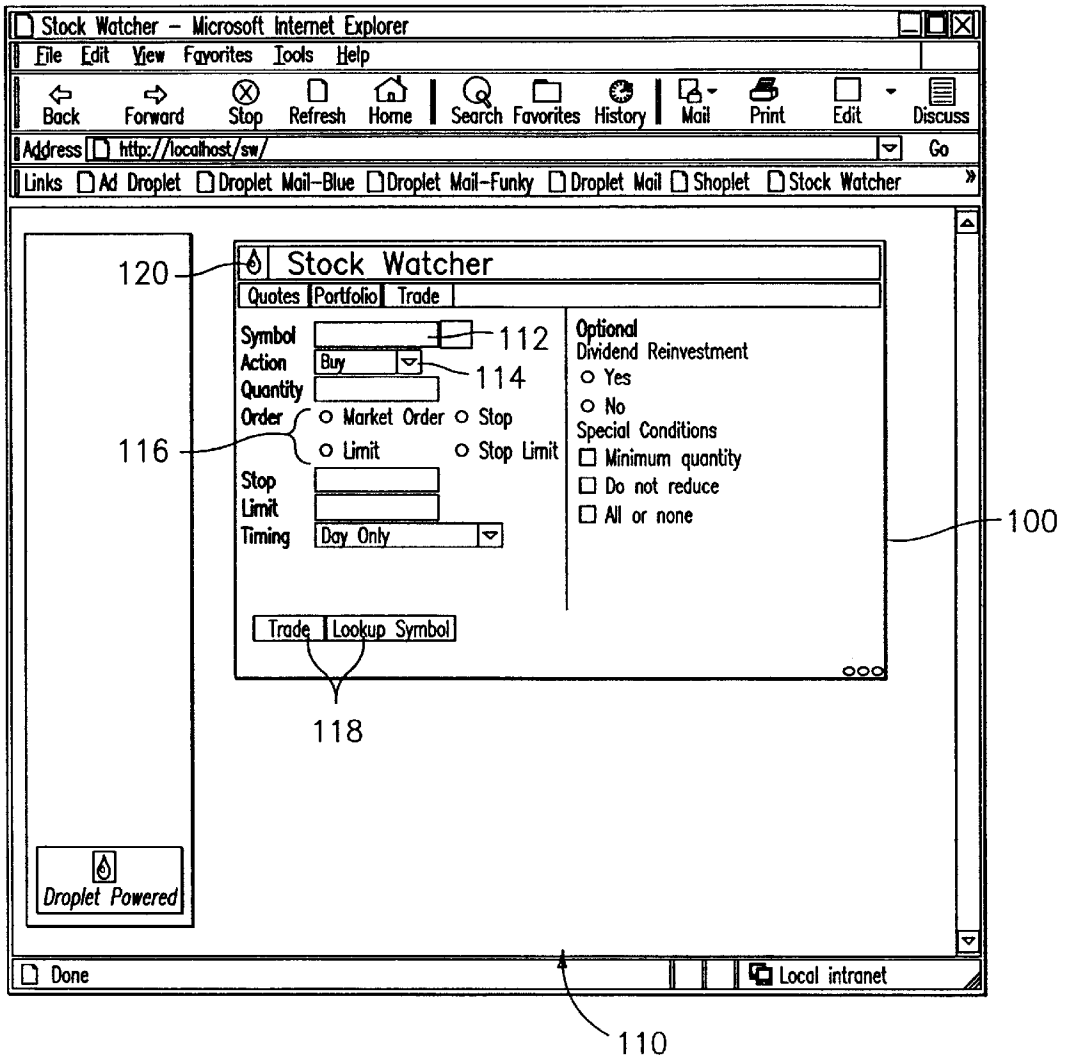 Stock Watcher – Microsoft Internet Explorer
File Edit View Favorites Tools Help
Back Forward Stop Refresh Home Search Favorites History Mail Print Edit Discuss
Address http://localhost/sw/ Go
Links Ad Droplet Droplet Mail–Blue Droplet Mail–Funky Droplet Mail Shoplet Stock Watcher »
120 Stock Watcher
Quotes Portfolio Trade
Symbol 112
Action Buy 114
Quantity
Order Market Order Stop
116 Limit Stop Limit
Stop
Limit
Timing Day Only
Optional
Dividend Reinvestment
Yes
No
Special Conditions
Minimum quantity
Do not reduce
All or none
100
Trade Lookup Symbol
118
Droplet Powered
Done Local intranet
110